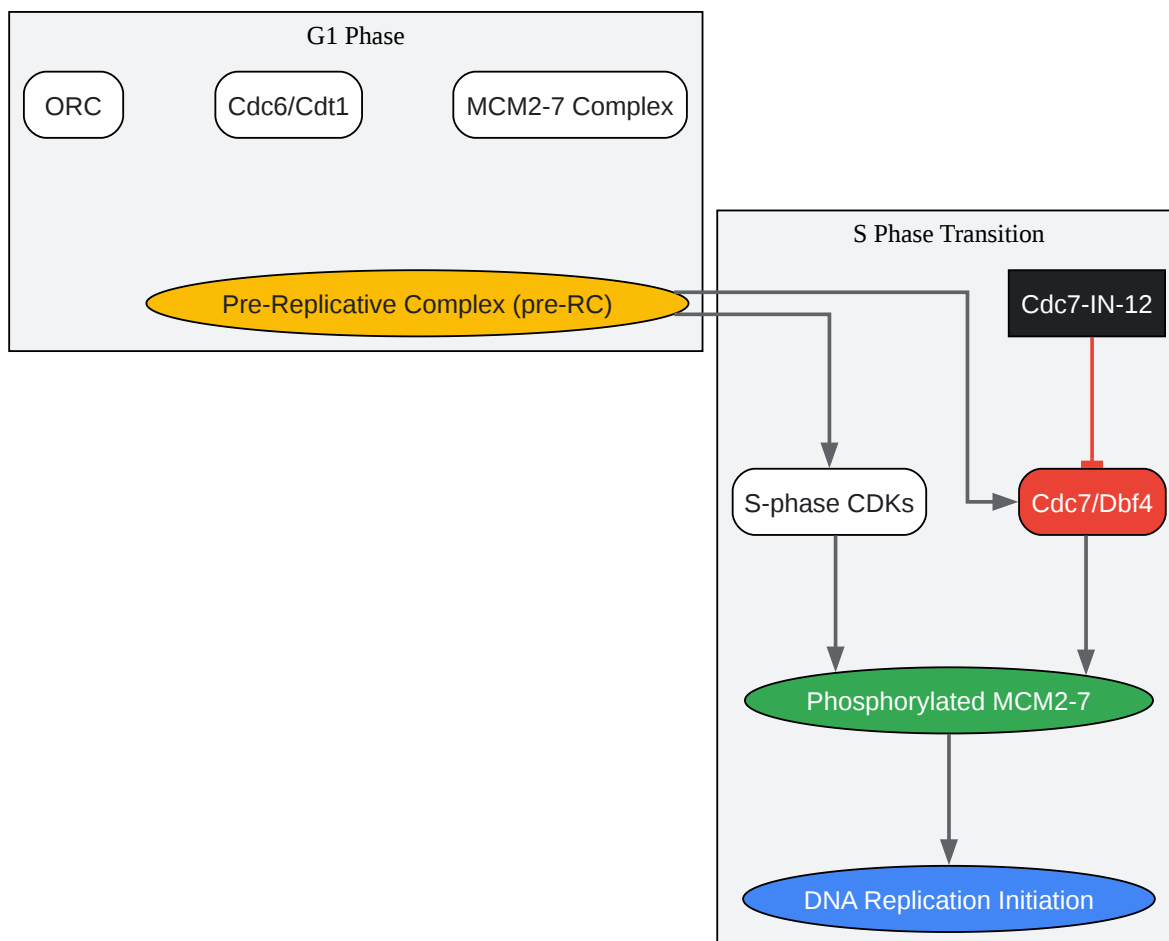 G1 Phase
ORC
Cdc6/Cdt1
MCM2-7 Complex
Pre-Replicative Complex (pre-RC)
S Phase Transition
Cdc7-IN-12
S-phase CDKs
Cdc7/Dbf4
Phosphorylated MCM2-7
DNA Replication Initiation